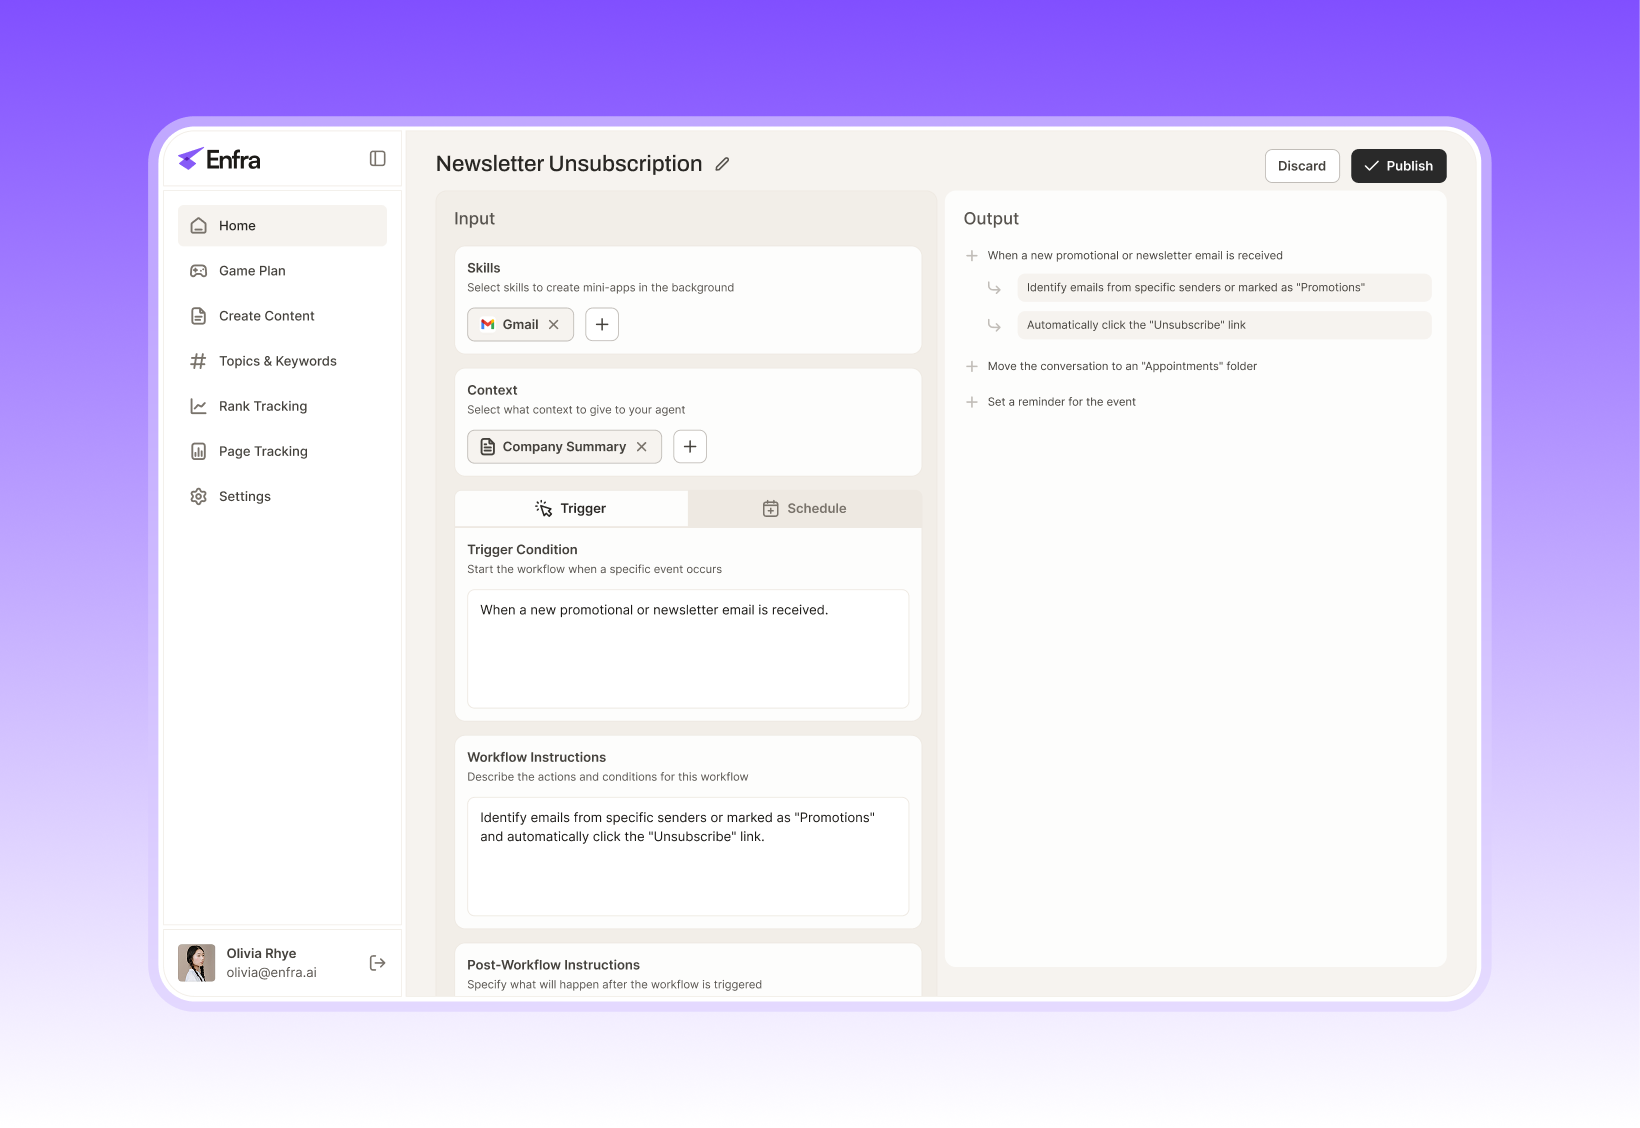 Enfra
Home
Game Plan
Create Content
Topics & Keywords
Rank Tracking
Page Tracking
Settings
Olivia Rhye
olivia@enfra.ai
Newsletter Unsubscription
Discard
Publish
Input
Skills
Select skills to create mini-apps in the background
Gmail
Context
Select what context to give to your agent
Company Summary
Trigger
Schedule
Trigger Condition
Start the workflow when a specific event occurs
When a new promotional or newsletter email is received.
Workflow Instructions
Describe the actions and conditions for this workflow
Identify emails from specific senders or marked as "Promotions"
and automatically click the "Unsubscribe" link.
Post-Workflow Instructions
Specify what will happen after the workflow is triggered
Output
When a new promotional or newsletter email is received
Identify emails from specific senders or marked as "Promotions"
Automatically click the "Unsubscribe" link
Move the conversation to an "Appointments" folder
Set a reminder for the event